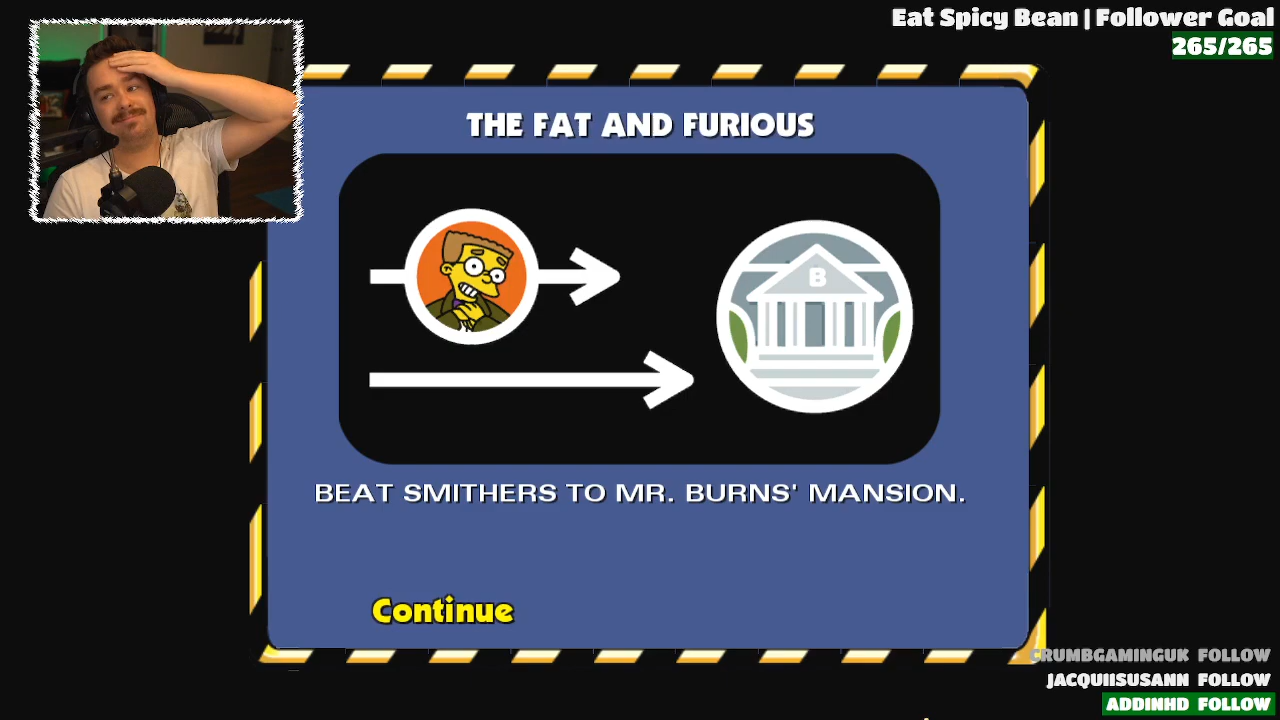 Eat Spicy Bean | Follower Goal
265/265
THE FAT AND FURIOUS
B
BEAT SMITHERS TO MR. BURNS' MANSION.
Continue
CRUMBGAMINGUK FOLLOW
JACQUIISUSANN FOLLOW
ADDINHD FOLLOW